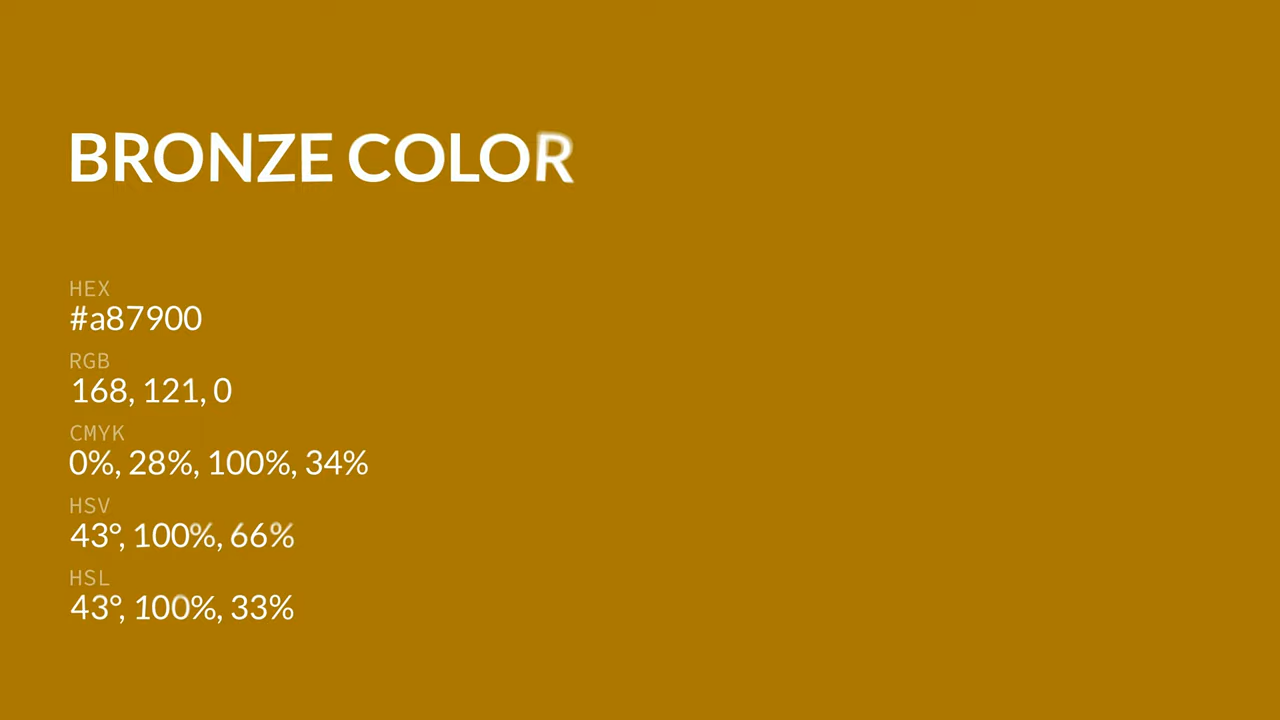 BRONZE COLOR
HEX
#a87900
RGB
168, 121, 0
CMYK
0%, 28%, 100%, 34%
HSV
43°, 100%, 66%
HSL
43°, 100%, 33%